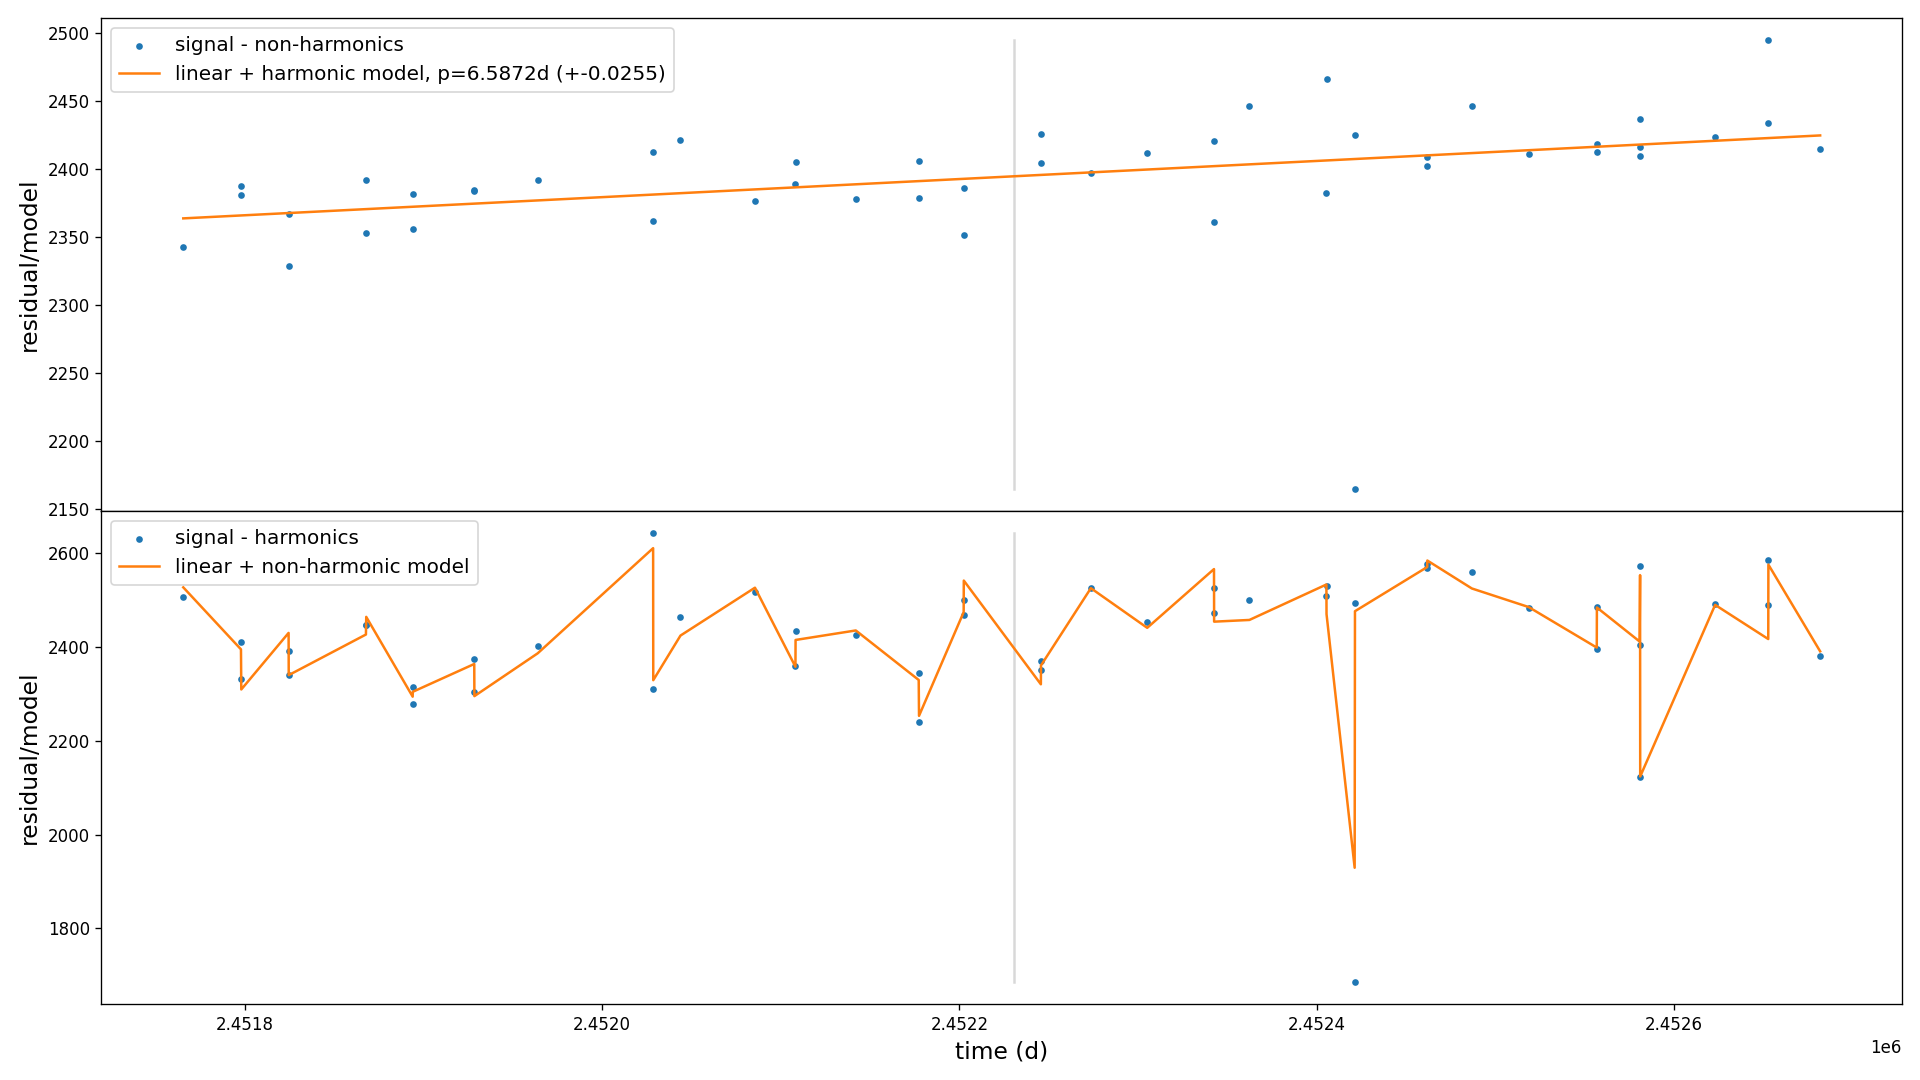 2500
2450
2400
2350
2300
2250
2200
2150
residual/model
signal - non-harmonics
linear + harmonic model, p=6.5872d (+-0.0255)
2600
2400
2200
2000
1800
residual/model
signal - harmonics
linear + non-harmonic model
2.4518
2.4520
2.4522
2.4524
2.4526
1e6
time (d)